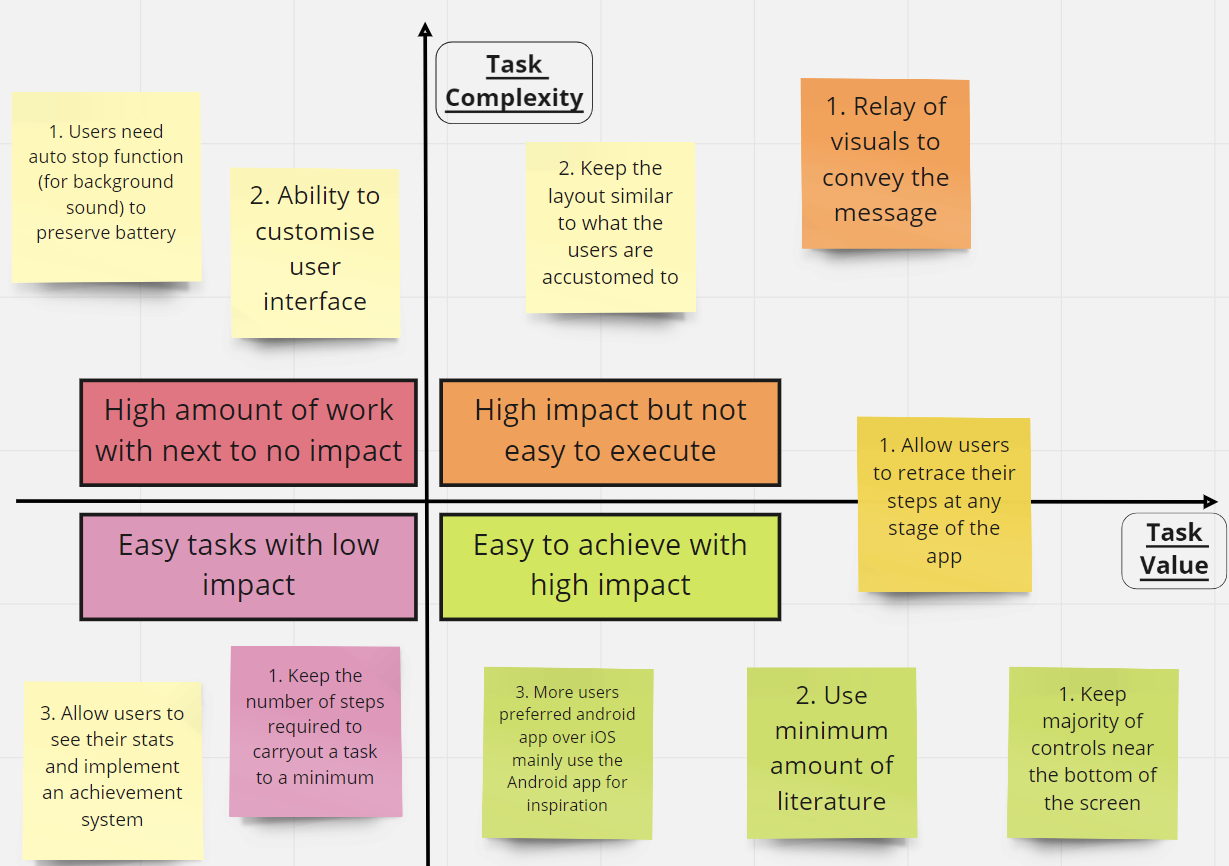 Task
Complexity
1. Users need
auto stop function
(for background
sound) to
preserve battery
2. Ability to
customise
user
interface
2. Keep the
layout similar
to what the
users are
accustomed to
1. Relay of
visuals to
convey the
message
High amount of work
with next to no impact
High impact but not
easy to execute
1. Allow users
to retrace their
steps at any
stage of the
app
Task
Value
Easy tasks with low
impact
Easy to achieve with
high impact
3. Allow users to
see their stats
and implement
an achievement
system
1. Keep the
number of steps
required to
carryout a task
to a minimum
3. More users
preferred android
app over iOS
mainly use the
Android app for
inspiration
2. Use
minimum
amount of
literature
1. Keep
majority of
controls near
the bottom of
the screen